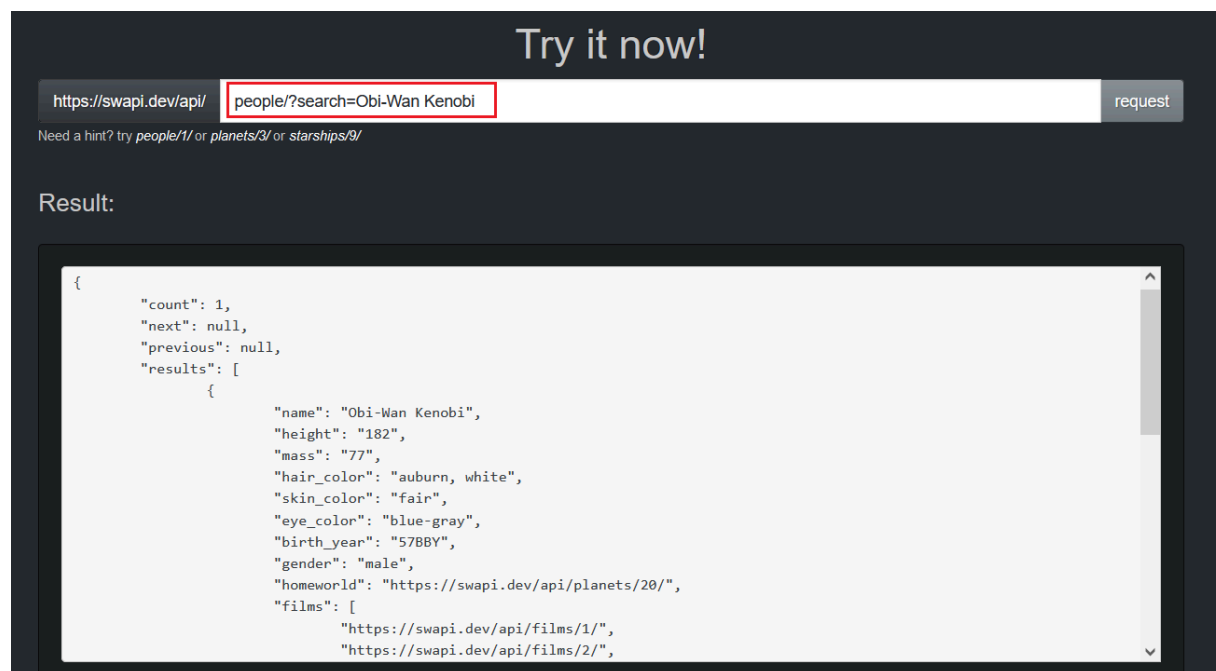 Try it now!
https://swapi.dev/api/ people/?search=Obi-Wan Kenobi request
Need a hint? try people/1/ or planets/3/ or starships/9/
Result:
{
"count": 1,
"next": null,
"previous": null,
"results": [
{
"name": "Obi-Wan Kenobi",
"height": "182",
"mass": "77",
"hair_color": "auburn, white",
"skin_color": "fair",
"eye_color": "blue-gray",
"birth_year": "57BBY",
"gender": "male",
"homeworld": "https://swapi.dev/api/planets/20/",
"films": [
"https://swapi.dev/api/films/1/",
"https://swapi.dev/api/films/2/",